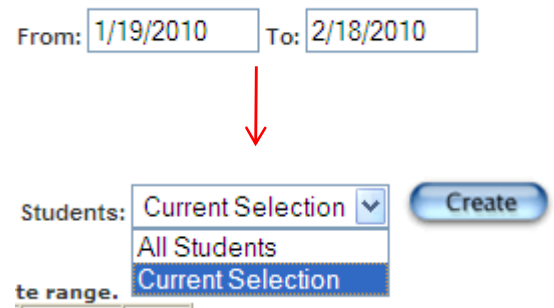 From: 1/19/2010 To: 2/18/2010
Students: Current Selection Create
All Students
Current Selection
te range.